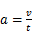 a = v/t